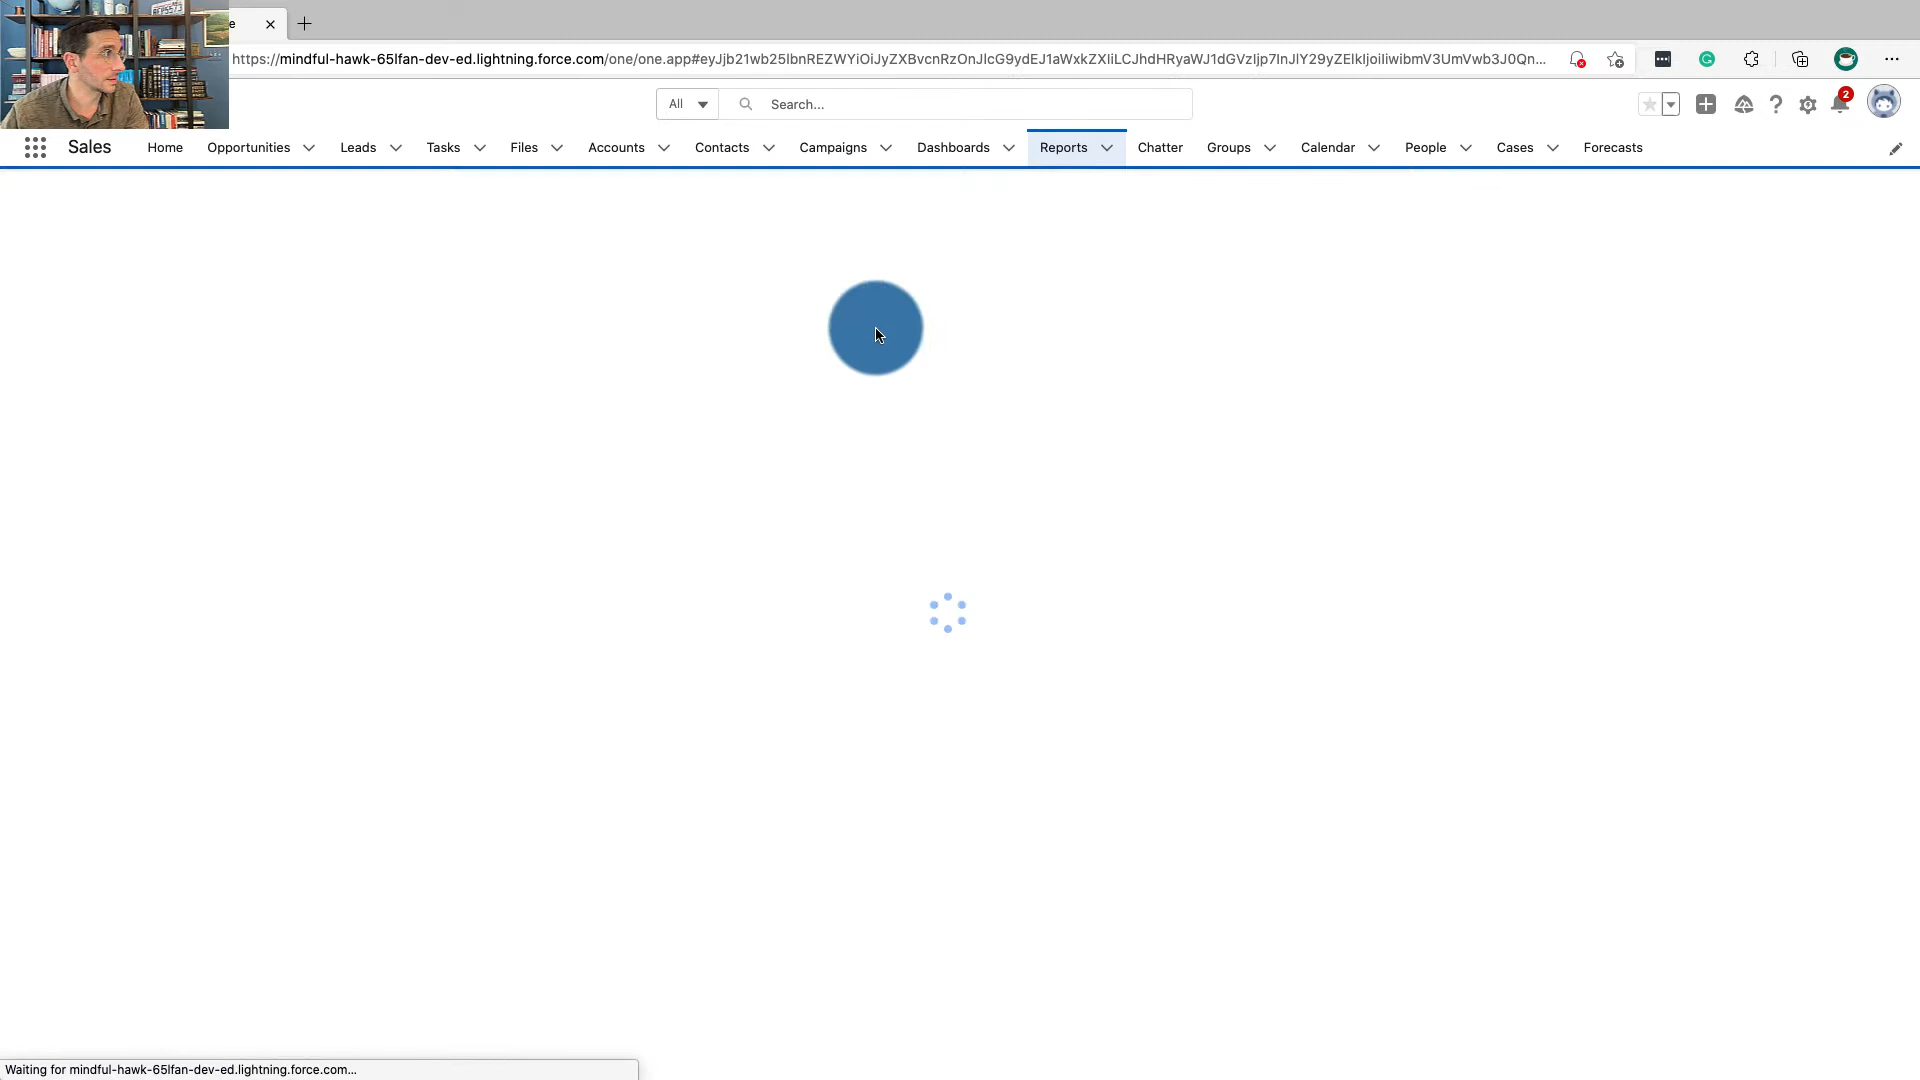 e
https://mindful-hawk-65lfan-dev-ed.lightning.force.com/one/one.app#eyJjb21wb25lbnREZWYiOiJyZXBvcnRzOnJlcG9ydEJ1aWxkZXIiLCJhdHRyaWJ1dGVzIjp7InJlY29yZElkIjoiIiwibmV3UmVwb3J0Qn...
All
Search...
2
Sales
Home
Opportunities
Leads
Tasks
Files
Accounts
Contacts
Campaigns
Dashboards
Reports
Chatter
Groups
Calendar
People
Cases
Forecasts
Waiting for mindful-hawk-65lfan-dev-ed.lightning.force.com...